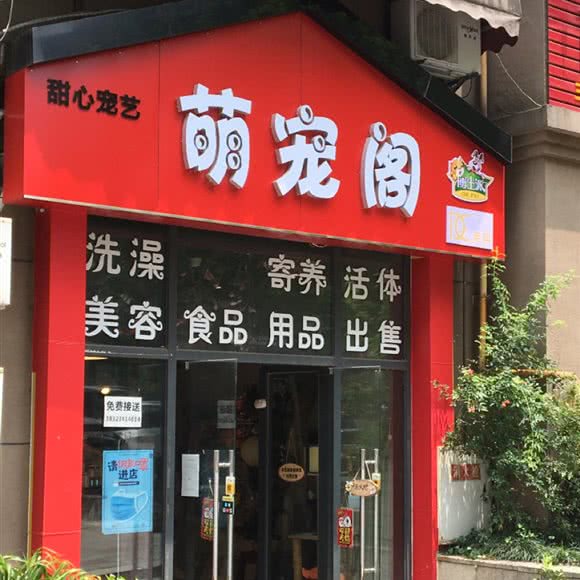 甜心宠艺
萌宠阁
洗澡 寄养 活体
美容 食品 用品 出售
免费接送
请
进店